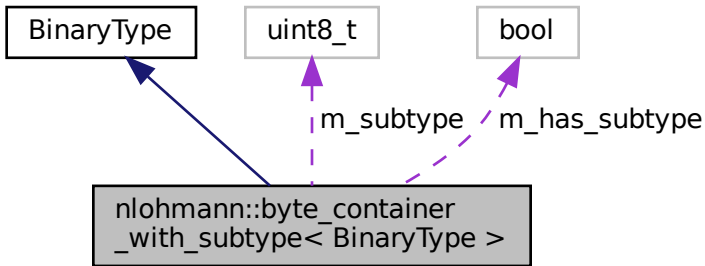 BinaryType
uint8_t
bool
m_subtype
m_has_subtype
nlohmann::byte_container
_with_subtype< BinaryType >